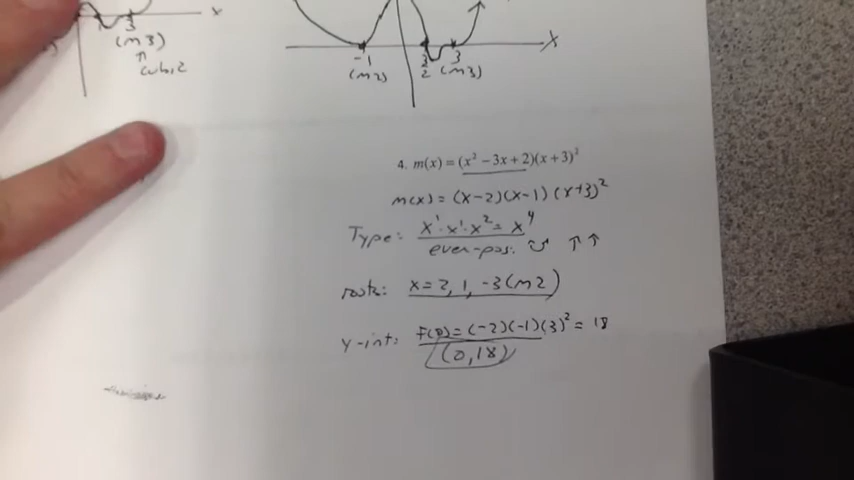 3
x
(m3)
↑
cubic
-1
3/2
3
x
(m2)
(m3)
4. m(x) = (x² − 3x + 2)(x + 3)²
m(x) = (x-2)(x-1)(x+3)²
Type: x¹·x¹·x² = x⁴
even-pos. ↑↑
roots: x = 2, 1, -3 (m2)
y-int: F(0) = (-2)(-1)(3)² = 18
(0,18)